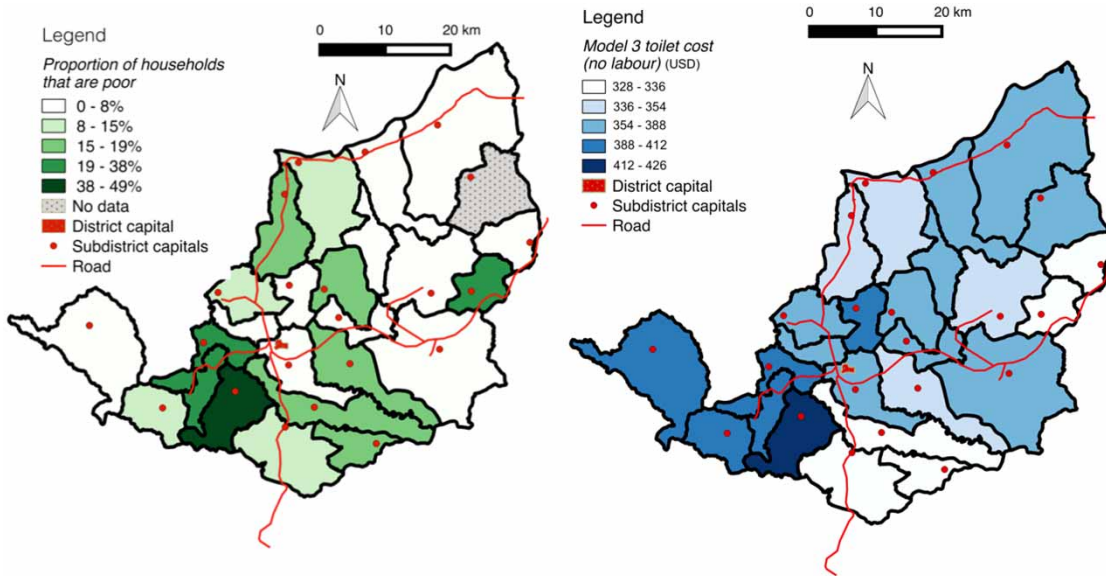 Legend
0 10 20 km
Proportion of households
that are poor
0 - 8%
8 - 15%
15 - 19%
19 - 38%
38 - 49%
No data
District capital
Subdistrict capitals
Road
N
Legend
0 10 20 km
Model 3 toilet cost
(no labour) (USD)
328 - 336
336 - 354
354 - 388
388 - 412
412 - 426
District capital
Subdistrict capitals
Road
N